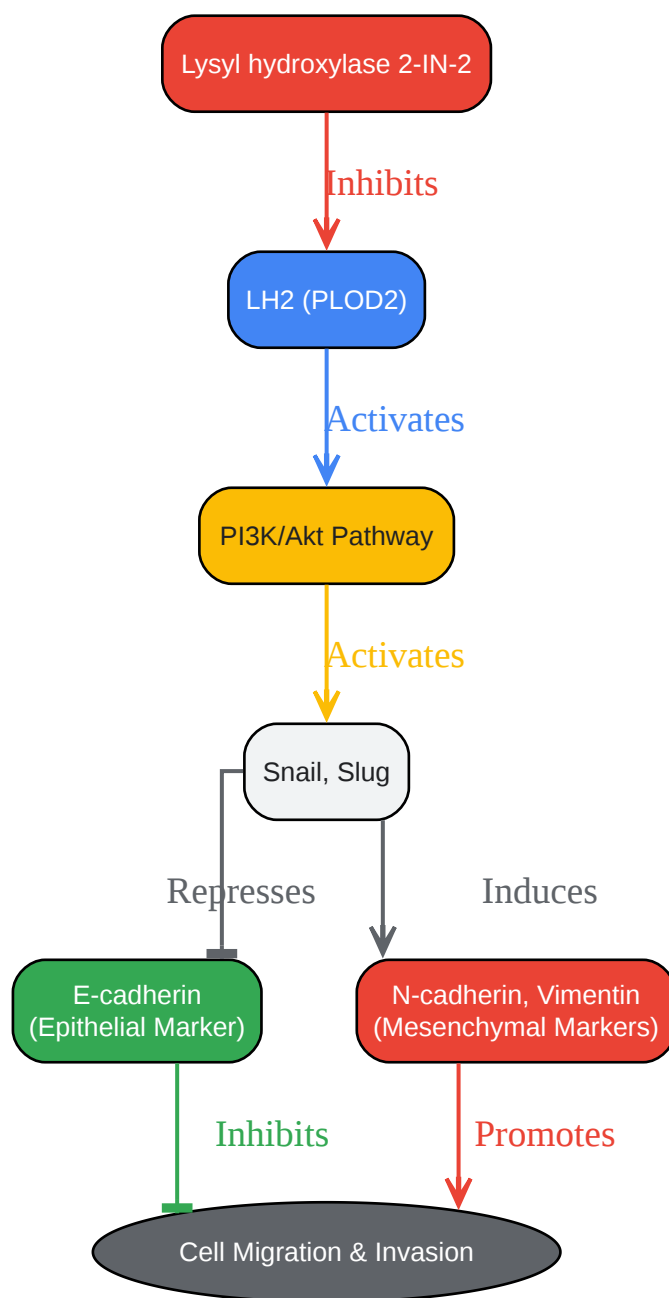 Lysyl hydroxylase 2-IN-2
Inhibits
LH2 (PLOD2)
Activates
PI3K/Akt Pathway
Activates
Snail, Slug
Represses
Induces
E-cadherin
(Epithelial Marker)
N-cadherin, Vimentin
(Mesenchymal Markers)
Inhibits
Promotes
Cell Migration & Invasion